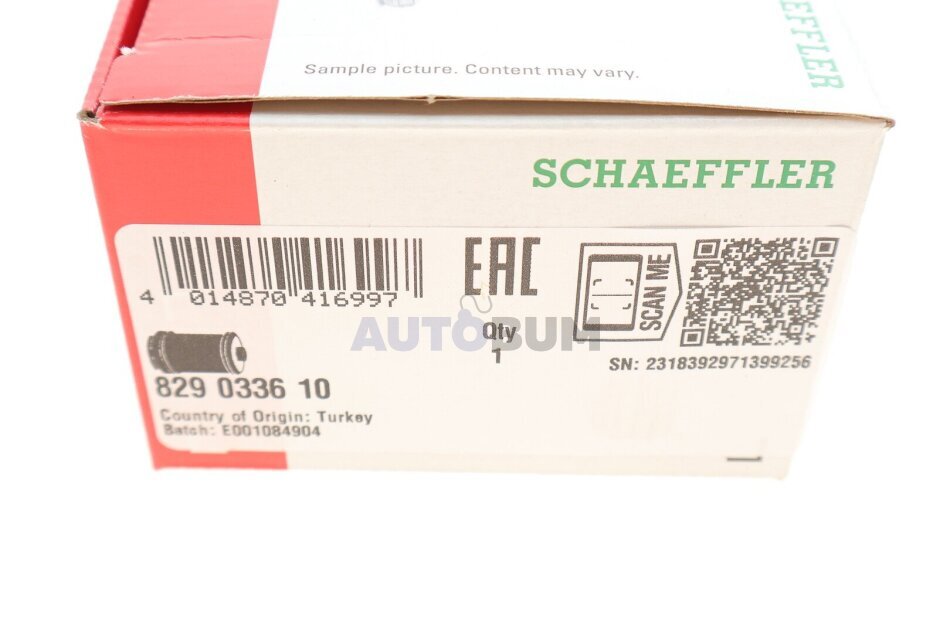 Sample picture. Content may vary.
SCHAEFFLER
SCHAEFFLER
EAC
SCAN ME
4 014870 416997
AUTOBUM
Qty
1
SN: 2318392971399256
829 0336 10
Country of Origin: Turkey
Batch: E001084904